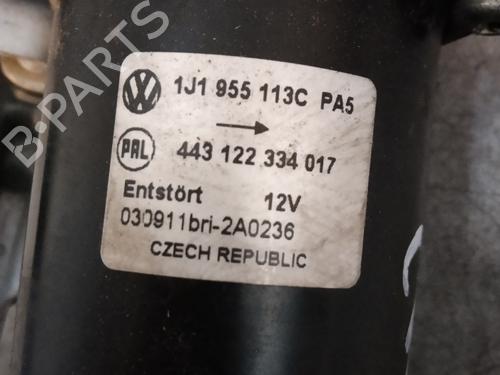 VW 1J1 955 113C PA5
PAL 443 122 334 017
Entstört 12V
030911bri-2A0236
CZECH REPUBLIC
B-PARTS